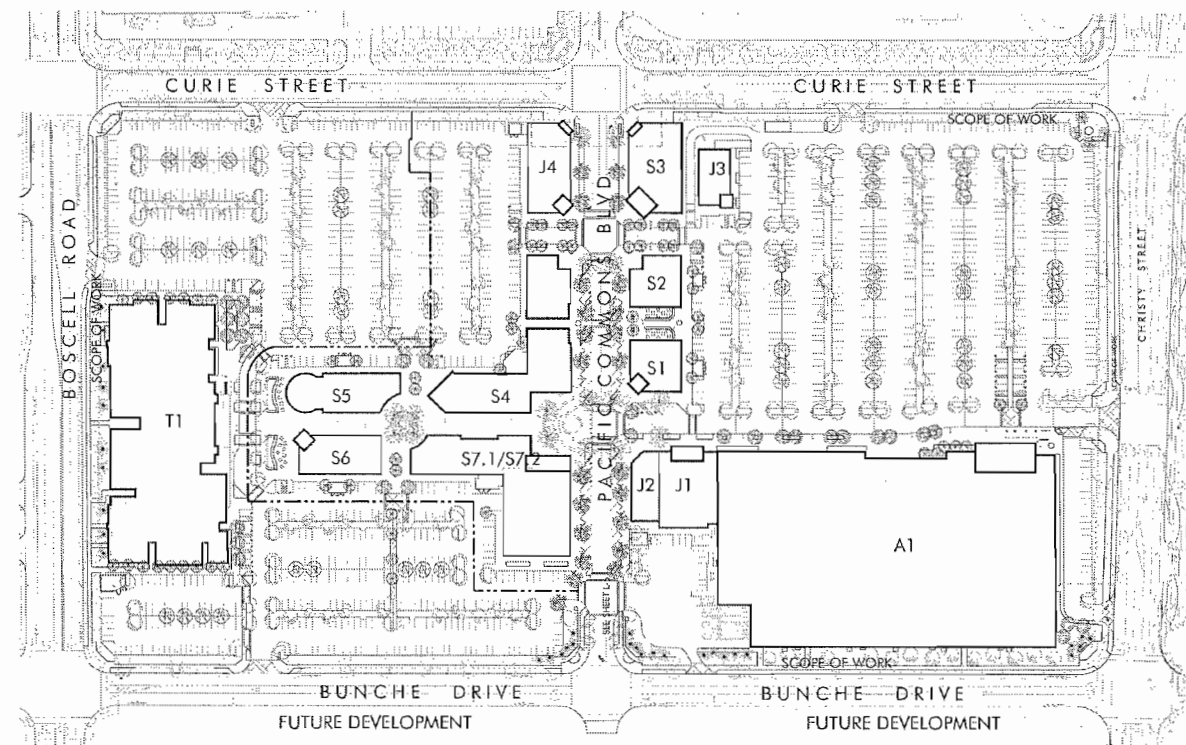 CURIE STREET
CURIE STREET
SCOPE OF WORK
J4
S3
J3
PACIFIC COMMONS BLVD
BOSCELL ROAD
SCOPE OF WORK
CHRISTY STREET
S2
S1
S5
S4
T1
S6
S7.1/S7.2
J2
J1
A1
SEE SHEET L-
SCOPE OF WORK
BUNCHE DRIVE
BUNCHE DRIVE
FUTURE DEVELOPMENT
FUTURE DEVELOPMENT